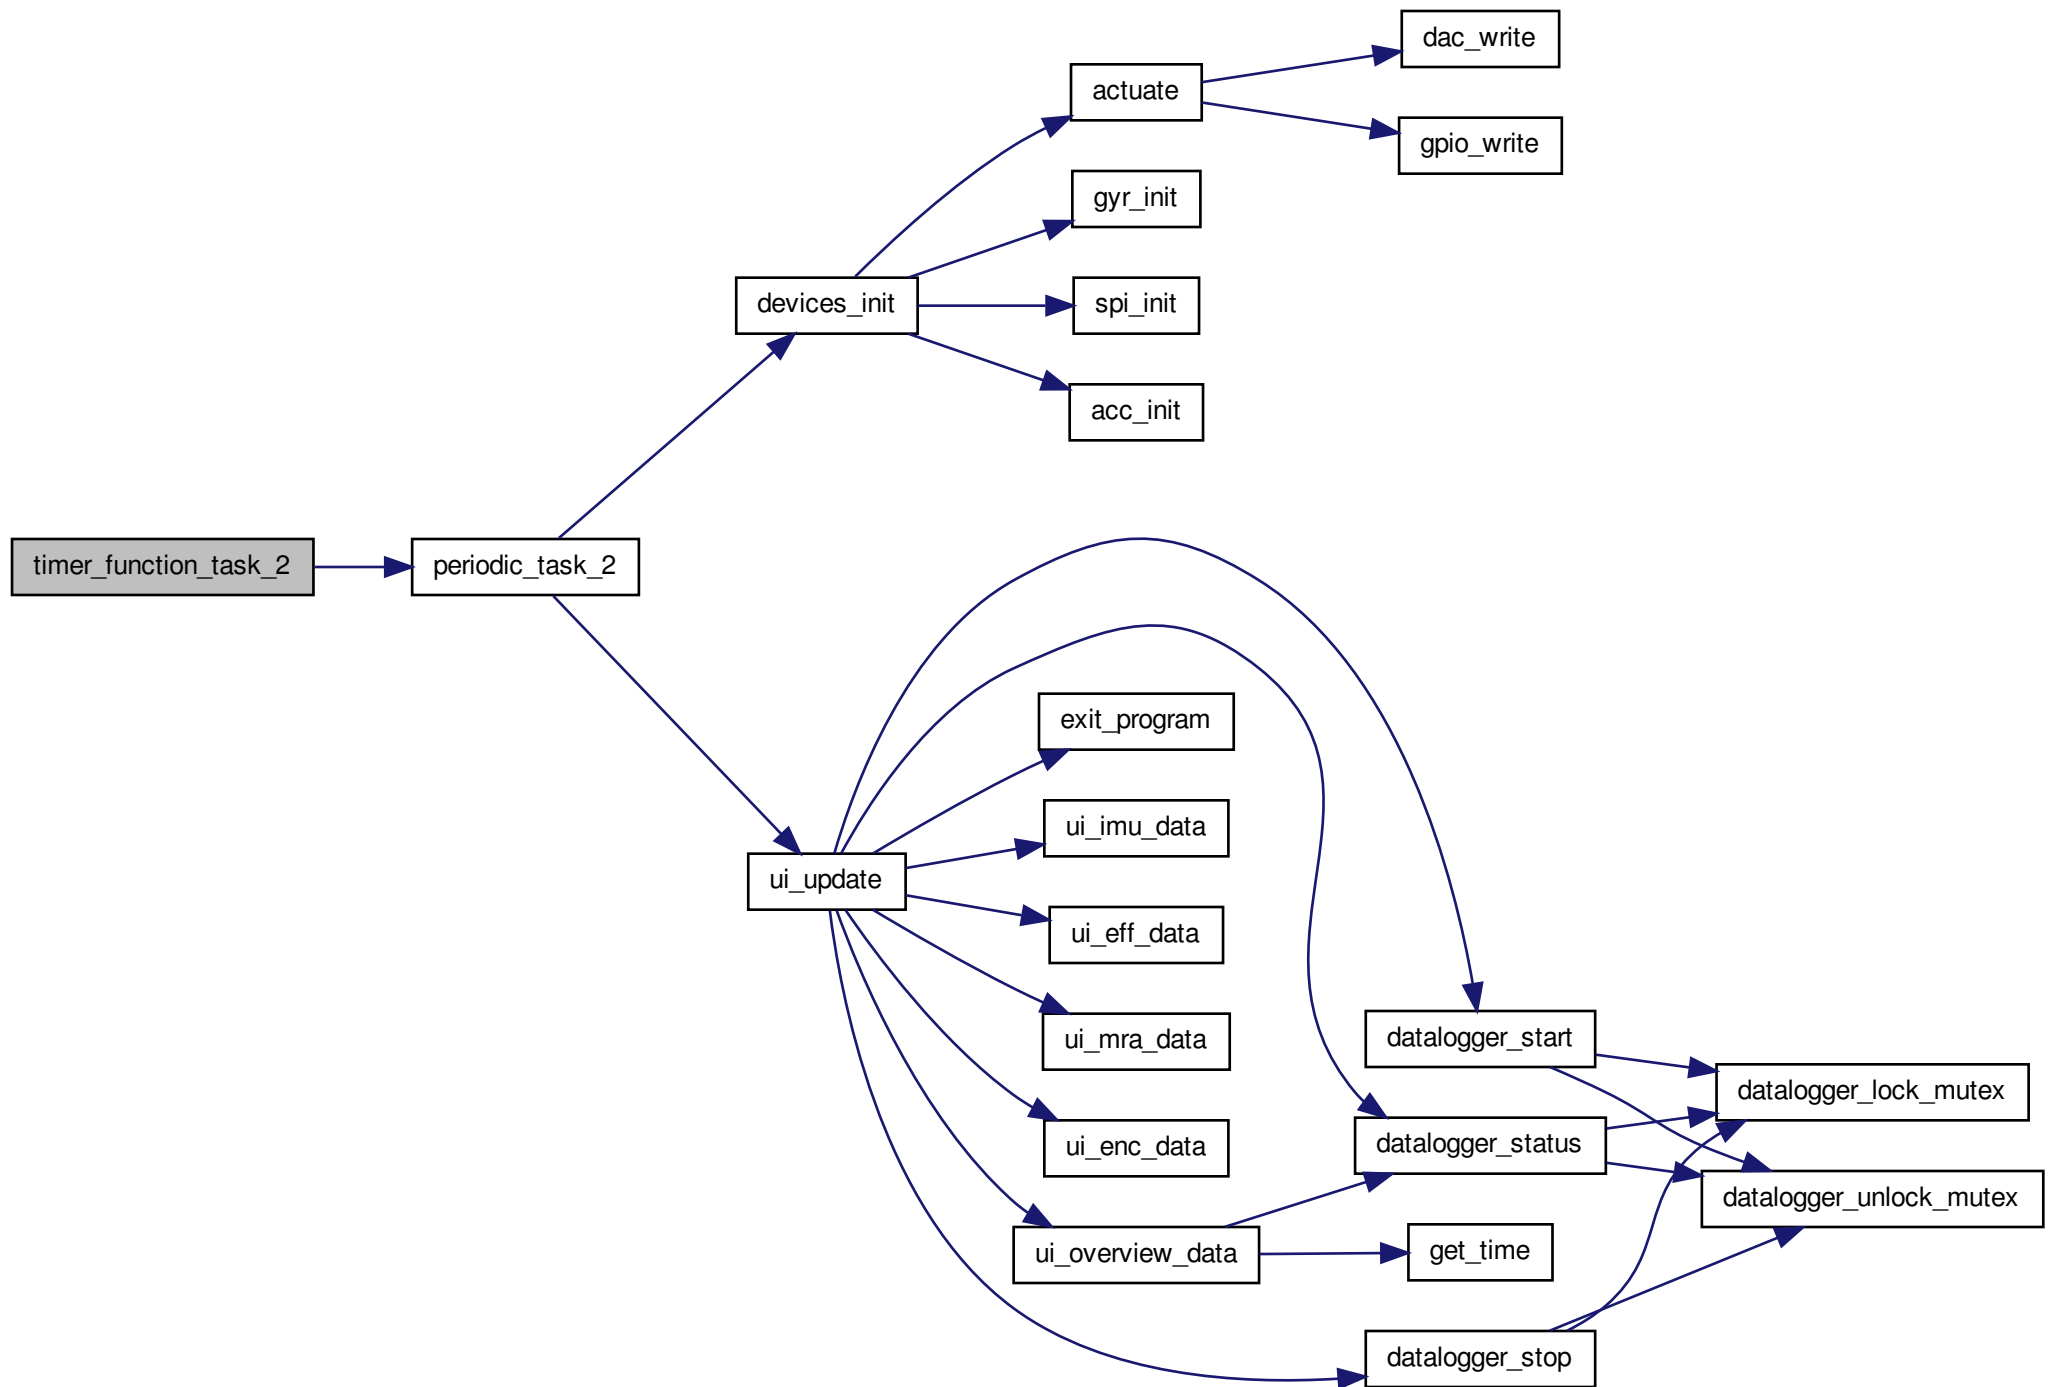 dac_write
actuate
gpio_write
gyr_init
devices_init
spi_init
acc_init
timer_function_task_2
periodic_task_2
exit_program
ui_imu_data
ui_update
ui_eff_data
ui_mra_data
datalogger_start
datalogger_lock_mutex
ui_enc_data
datalogger_status
datalogger_unlock_mutex
ui_overview_data
get_time
datalogger_stop